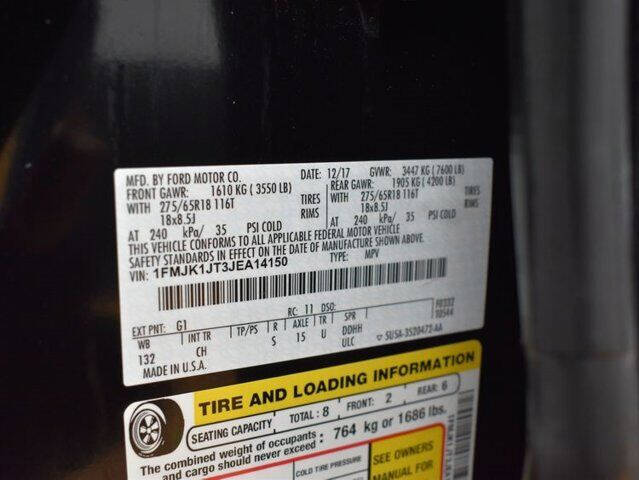 MFD. BY FORD MOTOR CO. DATE: 12/17 GVWR: 3447 KG ( 7600 LB)
FRONT GAWR: 1610 KG ( 3550 LB) REAR GAWR: 1905 KG ( 4200 LB)
WITH 275/65R18 116T TIRES WITH 275/65R18 116T TIRES
18x8.5J RIMS 18x8.5J RIMS
AT 240 kPa/ 35 PSI COLD AT 240 kPa/ 35 PSI COLD
THIS VEHICLE CONFORMS TO ALL APPLICABLE FEDERAL MOTOR VEHICLE
SAFETY STANDARDS IN EFFECT ON THE DATE OF MANUFACTURE SHOWN ABOVE.
VIN: 1FMJK1JT3JEA14150 TYPE: MPV
EXT PNT: G1 RC: 11 DSO: F0332
WB INT TR TP/PS R AXLE TR SPR 10544
132 CH S 15 U DDHH
ULC ▽ 5U5A-3520472-AA
MADE IN U.S.A.
TIRE AND LOADING INFORMATION
SEATING CAPACITY TOTAL : 8 FRONT: 2 REAR: 6
The combined weight of occupants and cargo should never exceed : 764 kg or 1686 lbs.
COLD TIRE PRESSURE
SEE OWNERS
MANUAL FOR